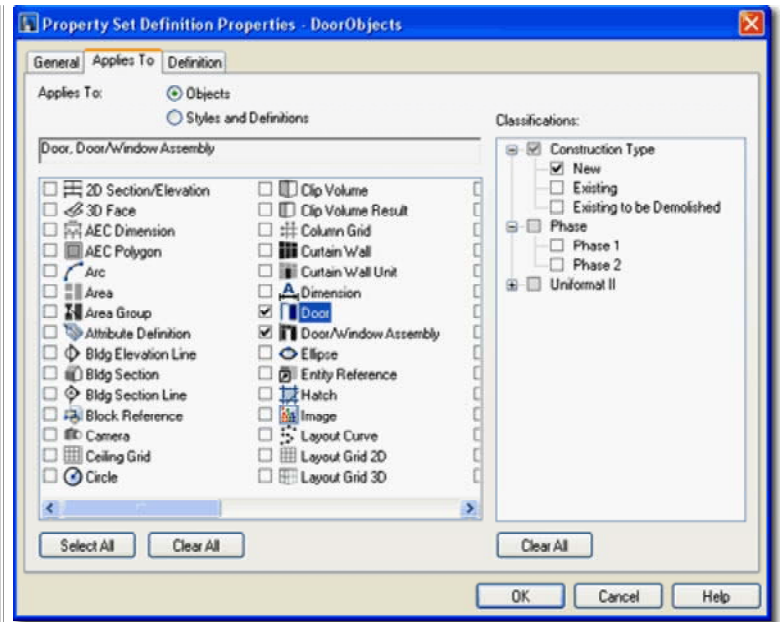 Property Set Definition Properties - DoorObjects
General Applies To Definition
Applies To: Objects
Styles and Definitions
Classifications:
Door, Door/Window Assembly
2D Section/Elevation
3D Face
AEC Dimension
AEC Polygon
Arc
Area
Area Group
Attribute Definition
Bldg Elevation Line
Bldg Section
Bldg Section Line
Block Reference
Camera
Ceiling Grid
Circle
Clip Volume
Clip Volume Result
Column Grid
Curtain Wall
Curtain Wall Unit
Dimension
Door
Door/Window Assembly
Ellipse
Entity Reference
Hatch
Image
Layout Curve
Layout Grid 2D
Layout Grid 3D
Construction Type
New
Existing
Existing to be Demolished
Phase
Phase 1
Phase 2
Uniformat II
Select All Clear All Clear All
OK Cancel Help